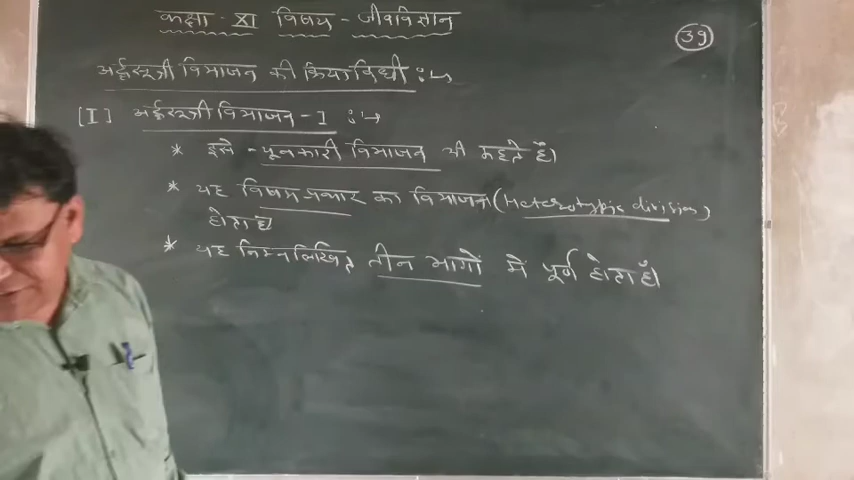 कक्षा - XI विषय - जीवविज्ञान
39
अर्द्धसूत्री विभाजन की क्रियाविधी :→
[I] अर्द्धसूत्री विभाजन - I :→
* इसे - न्यूनकारी विभाजन भी कहते हैं।
* यह विषम प्रकार का विभाजन (Heterotypic division)
होता है
* यह निम्नलिखित तीन भागों में पूर्ण होता हैं।